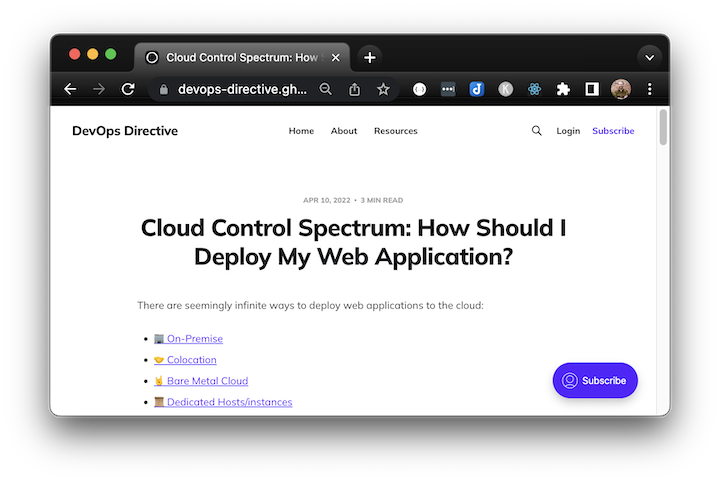 Cloud Control Spectrum: How
devops-directive.gh...
DevOps Directive
Home
About
Resources
Login
Subscribe
APR 10, 2022 • 3 MIN READ
Cloud Control Spectrum: How Should I
Deploy My Web Application?
There are seemingly infinite ways to deploy web applications to the cloud:
• 🏢 On-Premise
• 🤝 Colocation
• 🤘 Bare Metal Cloud
Subscribe
• Dedicated Hosts/instances